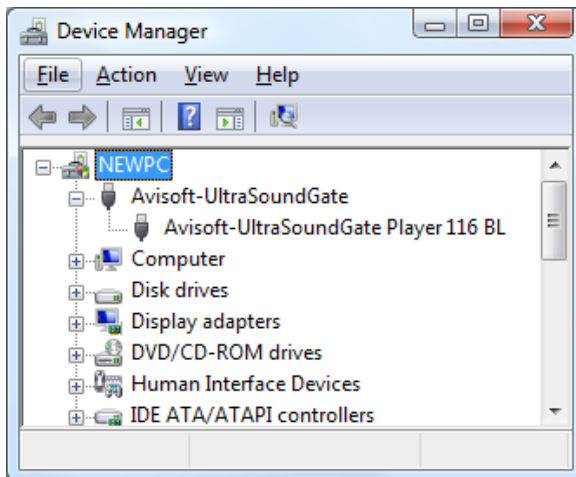 Device Manager
File Action View Help
NEWPC
Avisoft-UltraSoundGate
Avisoft-UltraSoundGate Player 116 BL
Computer
Disk drives
Display adapters
DVD/CD-ROM drives
Human Interface Devices
IDE ATA/ATAPI controllers